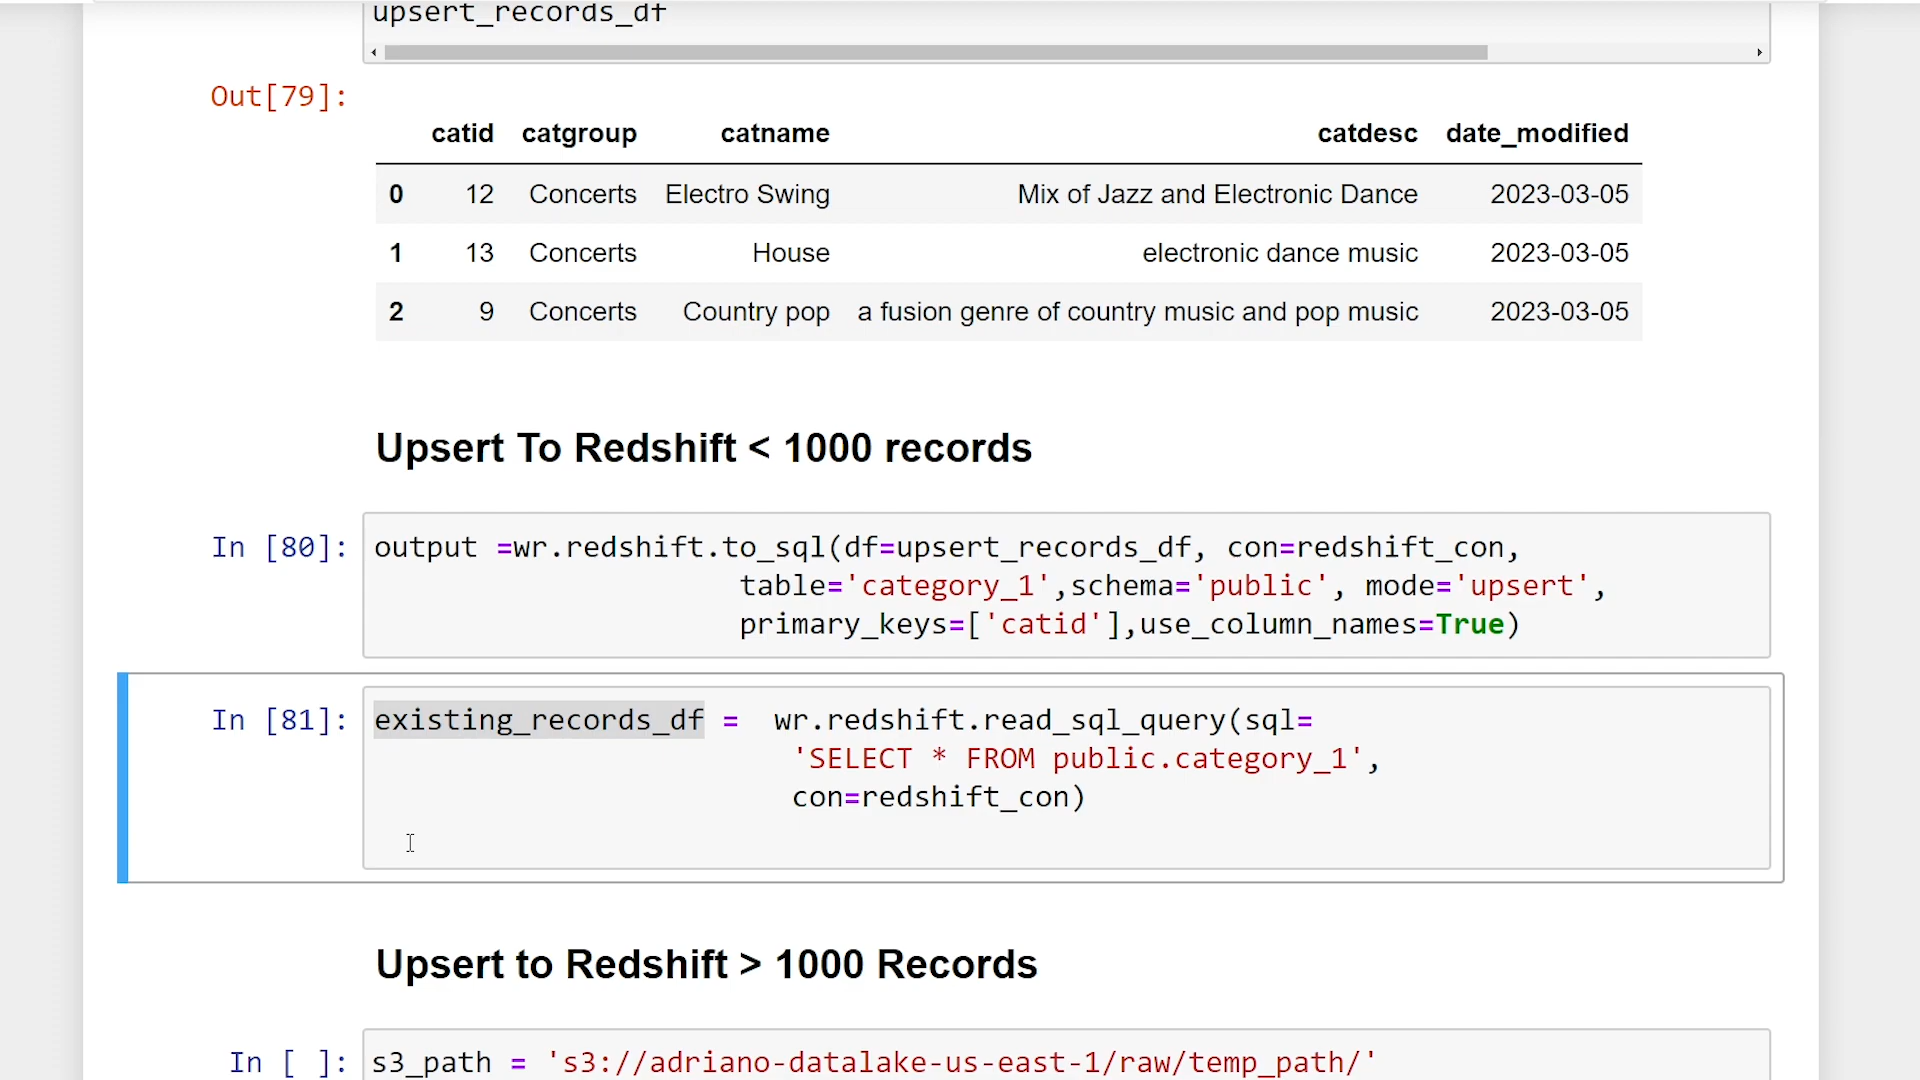 upsert_records_df
Out[79]:
catid catgroup catname catdesc date_modified
0 12 Concerts Electro Swing Mix of Jazz and Electronic Dance 2023-03-05
1 13 Concerts House electronic dance music 2023-03-05
2 9 Concerts Country pop a fusion genre of country music and pop music 2023-03-05
Upsert To Redshift < 1000 records
In [80]: output =wr.redshift.to_sql(df=upsert_records_df, con=redshift_con,
table='category_1',schema='public', mode='upsert',
primary_keys=['catid'],use_column_names=True)
In [81]: existing_records_df = wr.redshift.read_sql_query(sql=
'SELECT * FROM public.category_1',
con=redshift_con)
Upsert to Redshift > 1000 Records
In [ ]: s3_path = 's3://adriano-datalake-us-east-1/raw/temp_path/'